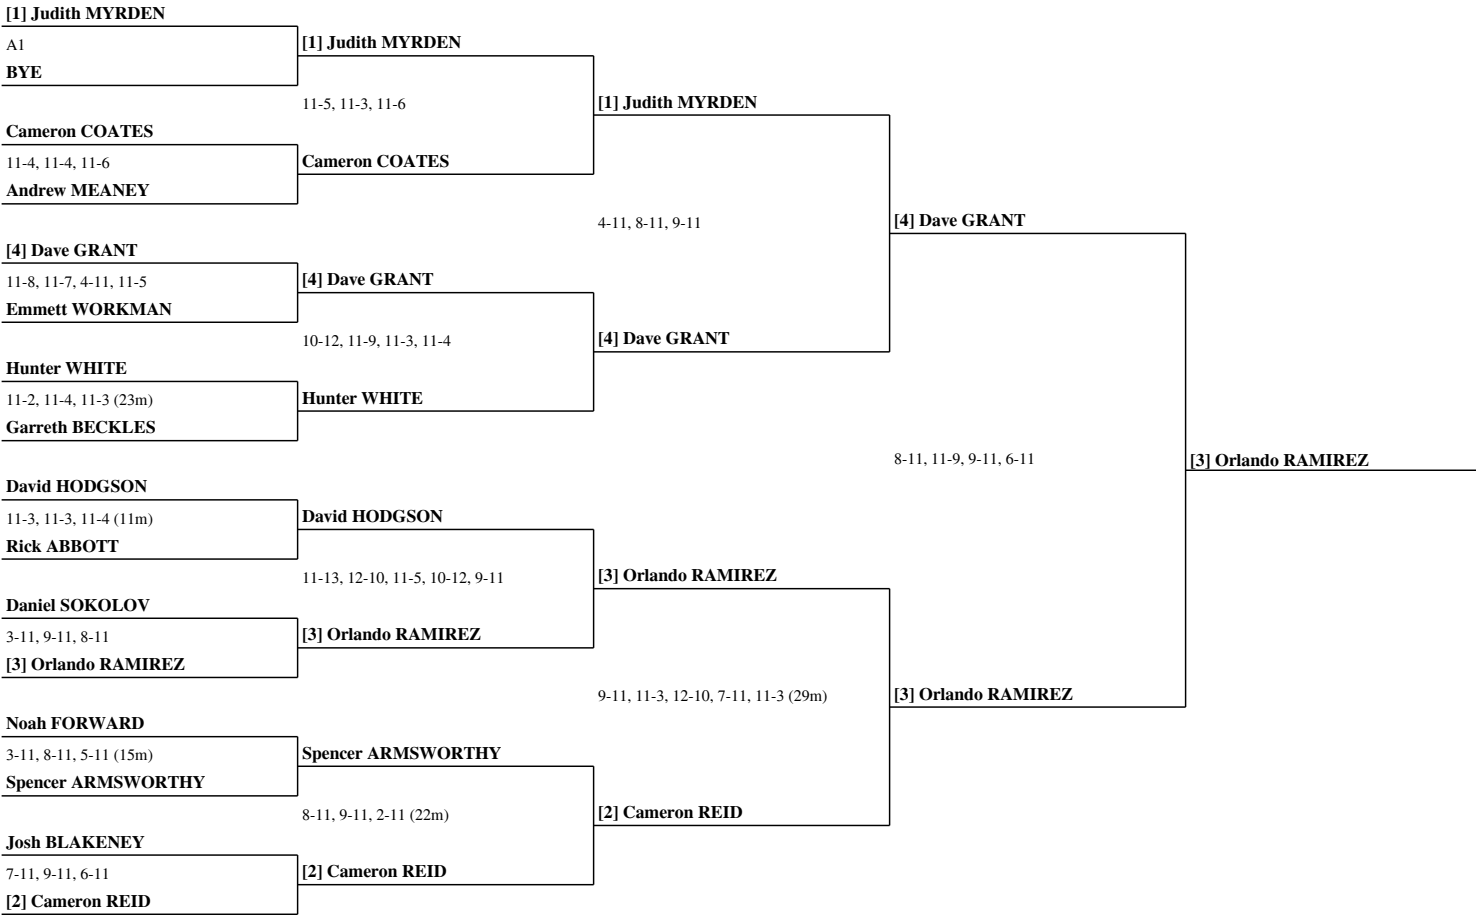 [1] Judith MYRDEN
A1
BYE
Cameron COATES
11-4, 11-4, 11-6
Andrew MEANEY
[4] Dave GRANT
11-8, 11-7, 4-11, 11-5
Emmett WORKMAN
Hunter WHITE
11-2, 11-4, 11-3 (23m)
Garreth BECKLES
David HODGSON
11-3, 11-3, 11-4 (11m)
Rick ABBOTT
Daniel SOKOLOV
3-11, 9-11, 8-11
[3] Orlando RAMIREZ
Noah FORWARD
3-11, 8-11, 5-11 (15m)
Spencer ARMSWORTHY
Josh BLAKENEY
7-11, 9-11, 6-11
[2] Cameron REID
[1] Judith MYRDEN
11-5, 11-3, 11-6
Cameron COATES
[4] Dave GRANT
10-12, 11-9, 11-3, 11-4
Hunter WHITE
David HODGSON
11-13, 12-10, 11-5, 10-12, 9-11
[3] Orlando RAMIREZ
Spencer ARMSWORTHY
8-11, 9-11, 2-11 (22m)
[2] Cameron REID
[1] Judith MYRDEN
4-11, 8-11, 9-11
[4] Dave GRANT
[3] Orlando RAMIREZ
9-11, 11-3, 12-10, 7-11, 11-3 (29m)
[2] Cameron REID
[4] Dave GRANT
8-11, 11-9, 9-11, 6-11
[3] Orlando RAMIREZ
[3] Orlando RAMIREZ